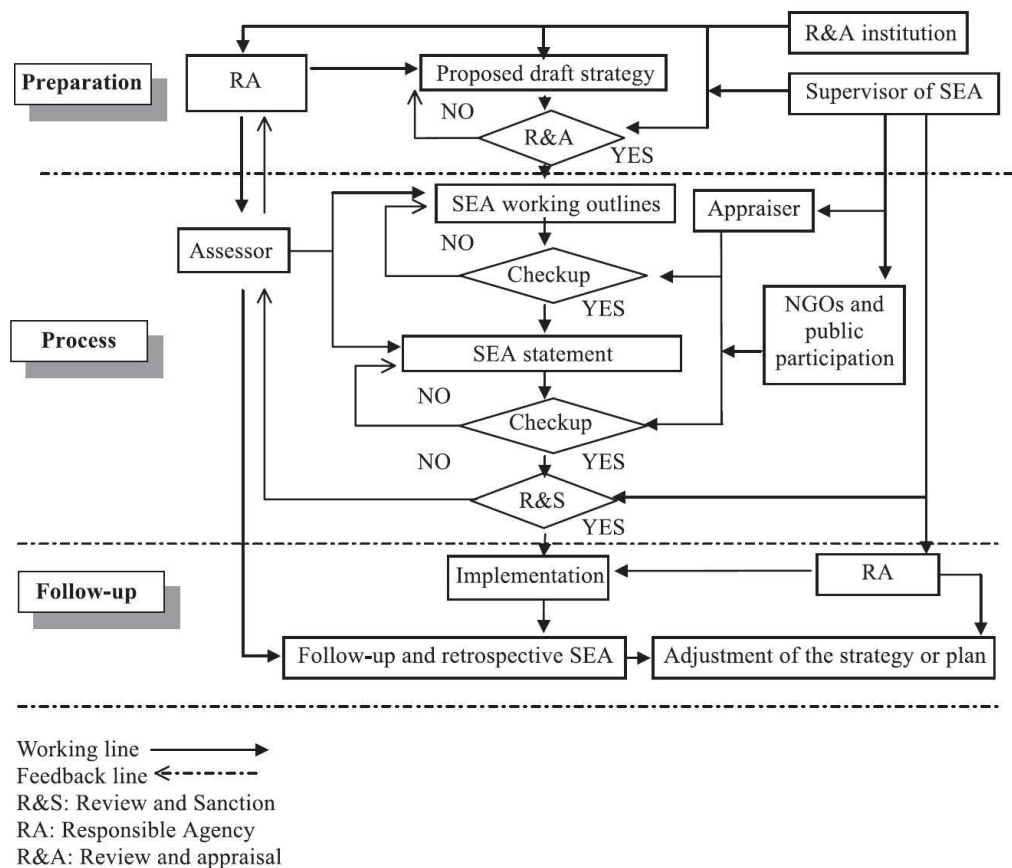 R&A institution
Preparation
RA
Proposed draft strategy
Supervisor of SEA
NO
R&A
YES
SEA working outlines
Appraiser
NO
Assessor
Checkup
YES
NGOs and
public
participation
Process
SEA statement
NO
Checkup
NO
YES
R&S
YES
Implementation
RA
Follow-up
Follow-up and retrospective SEA
Adjustment of the strategy or plan
Working line
Feedback line
R&S: Review and Sanction
RA: Responsible Agency
R&A: Review and appraisal